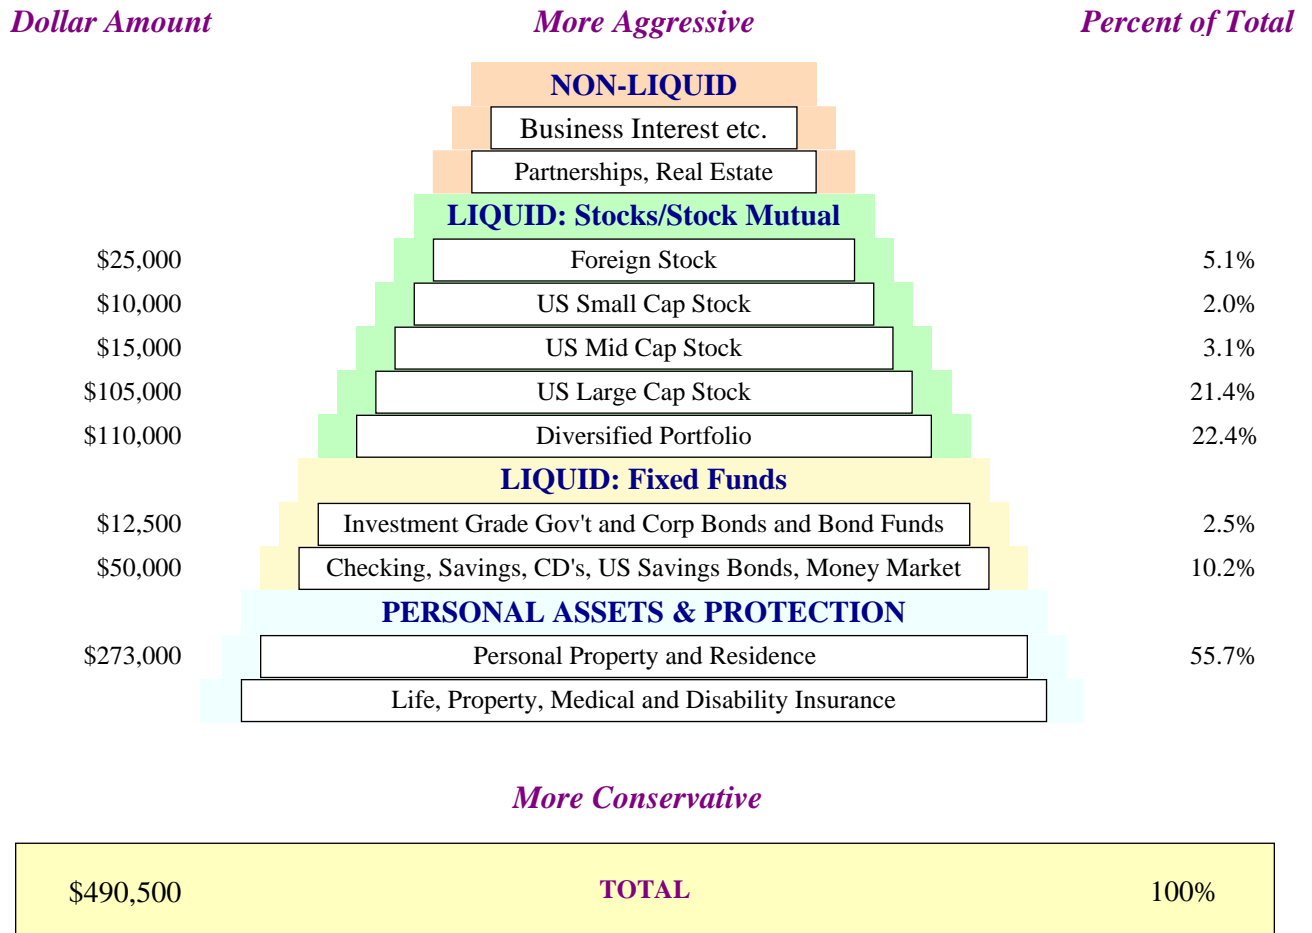 Dollar Amount More Aggressive Percent of Total
NON-LIQUID
Business Interest etc.
Partnerships, Real Estate
LIQUID: Stocks/Stock Mutual
$25,000 Foreign Stock 5.1%
$10,000 US Small Cap Stock 2.0%
$15,000 US Mid Cap Stock 3.1%
$105,000 US Large Cap Stock 21.4%
$110,000 Diversified Portfolio 22.4%
LIQUID: Fixed Funds
$12,500 Investment Grade Gov't and Corp Bonds and Bond Funds 2.5%
$50,000 Checking, Savings, CD's, US Savings Bonds, Money Market 10.2%
PERSONAL ASSETS & PROTECTION
$273,000 Personal Property and Residence 55.7%
Life, Property, Medical and Disability Insurance
More Conservative
$490,500 TOTAL 100%